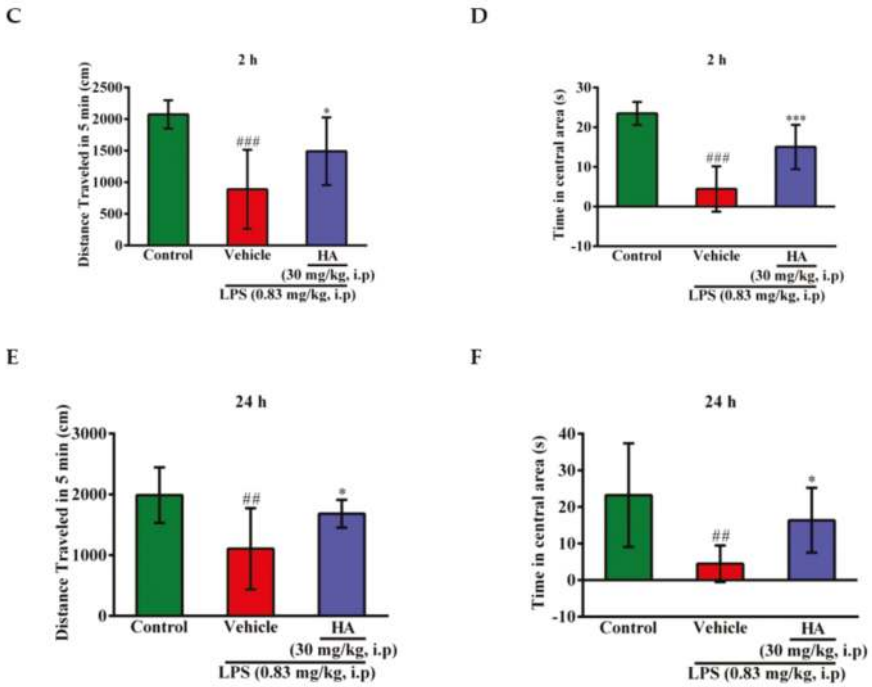 C
2 h
Distance Traveled in 5 min (cm)
2500
2000
1500
1000
500
0
###
*
Control
Vehicle
HA
(30 mg/kg, i.p)
LPS (0.83 mg/kg, i.p)
D
2 h
Time in central area (s)
30
20
10
0
-10
###
***
Control
Vehicle
HA
(30 mg/kg, i.p)
LPS (0.83 mg/kg, i.p)
E
24 h
Distance Traveled in 5 min (cm)
3000
2000
1000
0
##
*
Control
Vehicle
HA
(30 mg/kg, i.p)
LPS (0.83 mg/kg, i.p)
F
24 h
Time in central area (s)
40
30
20
10
0
-10
##
*
Control
Vehicle
HA
(30 mg/kg, i.p)
LPS (0.83 mg/kg, i.p)